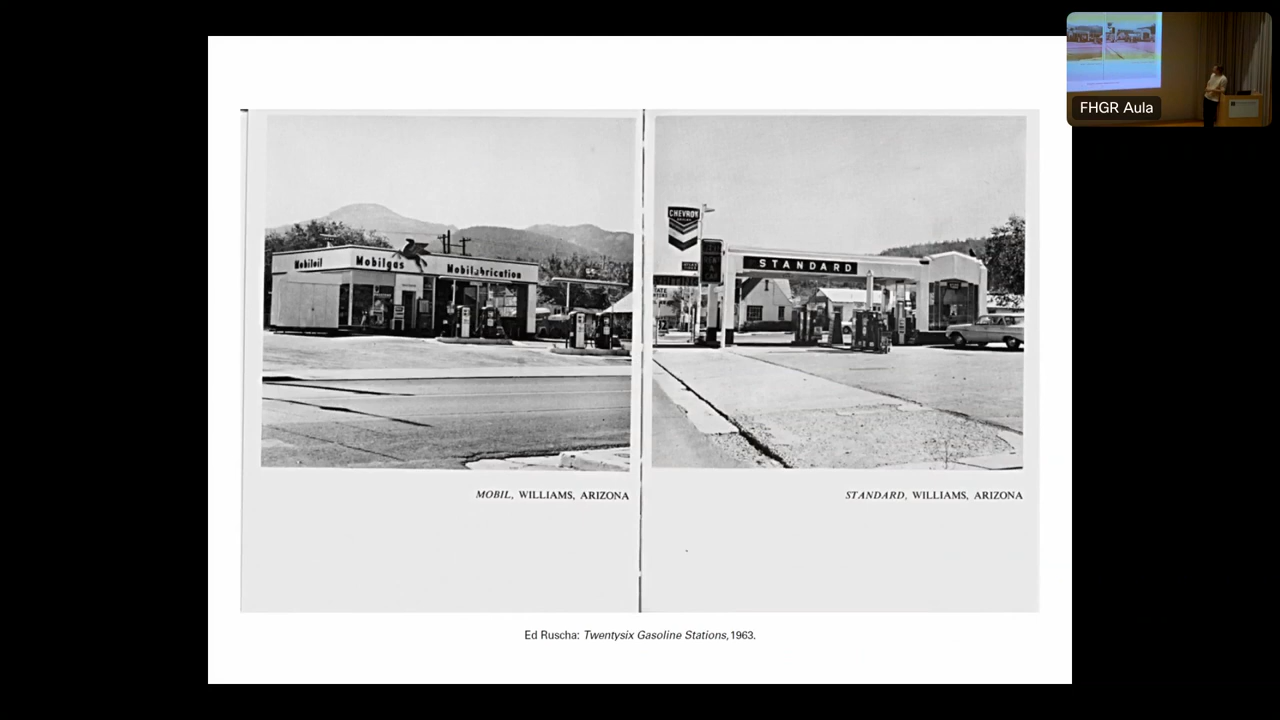 FHGR Aula
Mobiloil
Mobilgas
Mobilubrication
CHEVRON
STANDARD
MOBIL, WILLIAMS, ARIZONA
STANDARD, WILLIAMS, ARIZONA
Ed Ruscha: Twentysix Gasoline Stations, 1963.